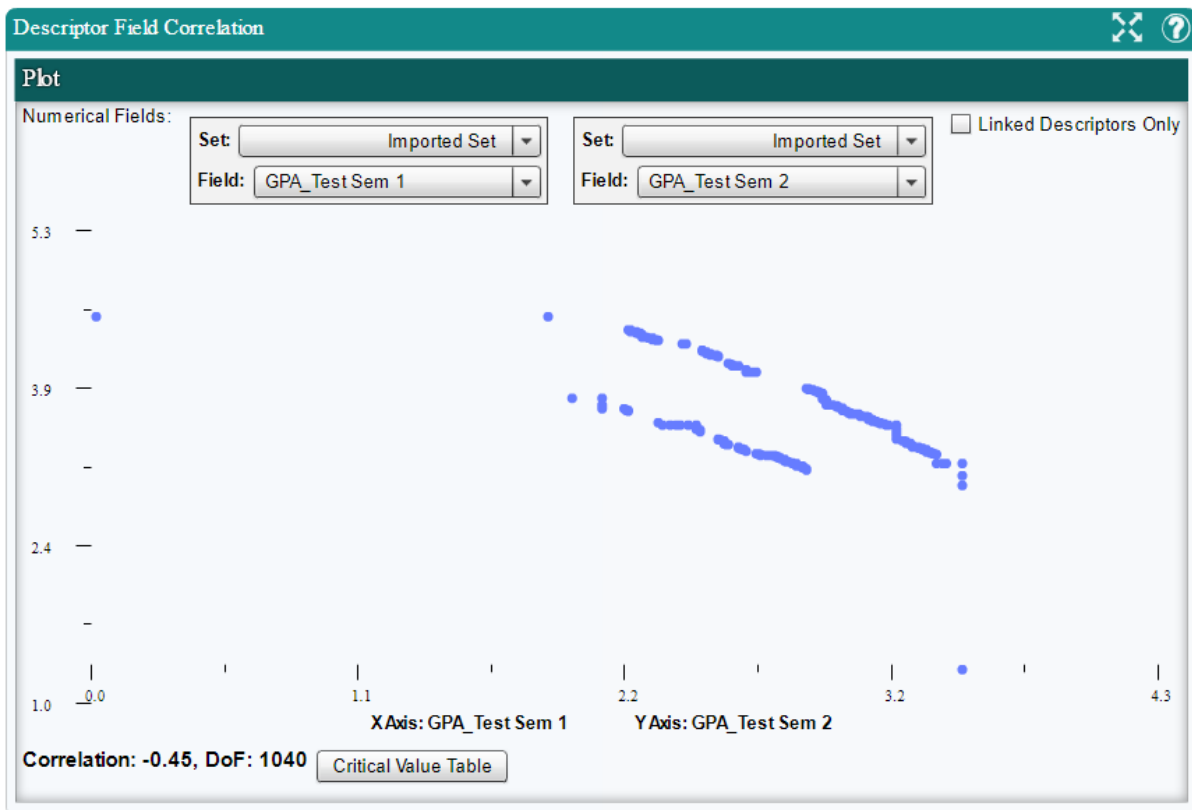 Descriptor Field Correlation
?
Plot
Numerical Fields:
Set: Imported Set
Field: GPA_Test Sem 1
Set: Imported Set
Field: GPA_Test Sem 2
Linked Descriptors Only
5.3
3.9
2.4
1.0
0.0 1.1 2.2 3.2 4.3
X Axis: GPA_Test Sem 1 Y Axis: GPA_Test Sem 2
Correlation: -0.45, DoF: 1040 Critical Value Table